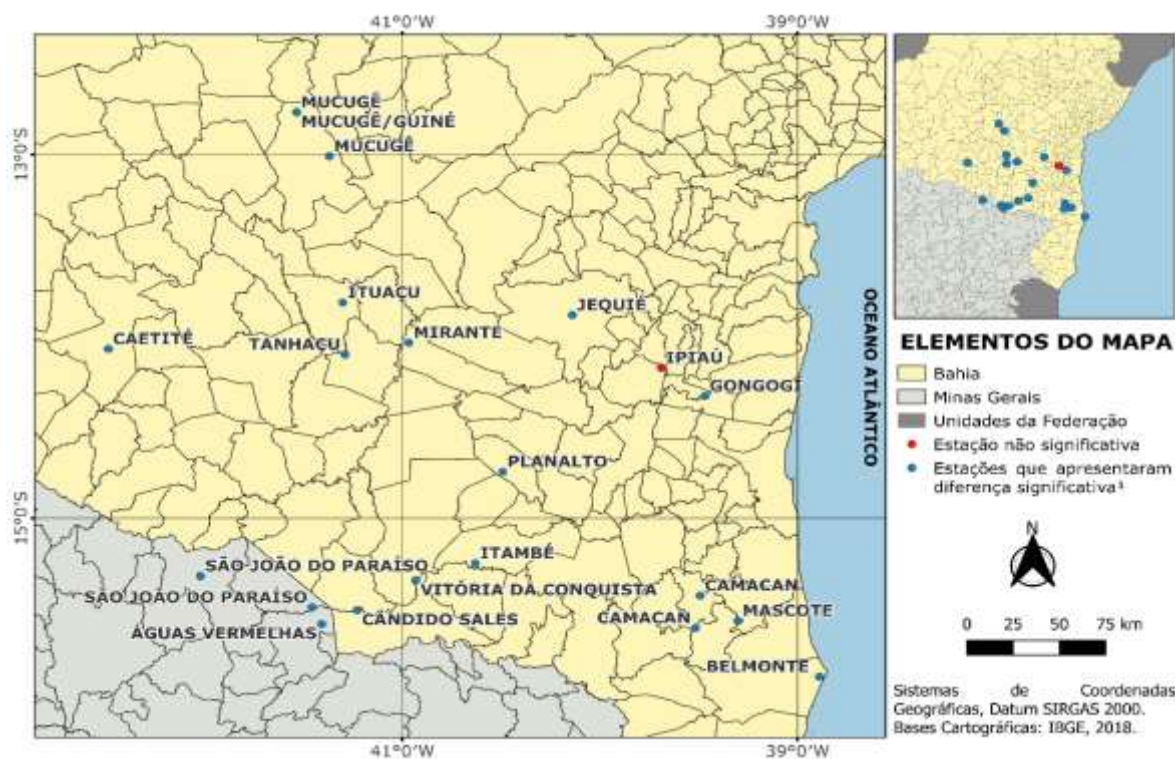 41°0'W
39°0'W
MUCUGÊ
MUCUGÊ/GUINÉ
MUCUGÊ
13°0'S
ITUAÇU
JEQUIÉ
CAETITÉ
TANHAÇU
MIRANTE
IPIAÚ
GONGOGI
PLANALTO
15°0'S
ITAMBÉ
SÃO JOÃO DO PARAÍSO
VITÓRIA DA CONQUISTA
CAMACAN
SÃO JOÃO DO PARAÍSO
CÂNDIDO SALES
CAMACAN
MASCOTE
ÁGUAS VERMELHAS
BELMONTE
41°0'W
39°0'W
OCEANO ATLÂNTICO
ELEMENTOS DO MAPA
Bahia
Minas Gerais
Unidades da Federação
Estação não significativa
Estações que apresentaram
diferença significativa¹
N
0 25 50 75 km
Sistemas de Coordenadas
Geográficas, Datum SIRGAS 2000.
Bases Cartográficas: IBGE, 2018.